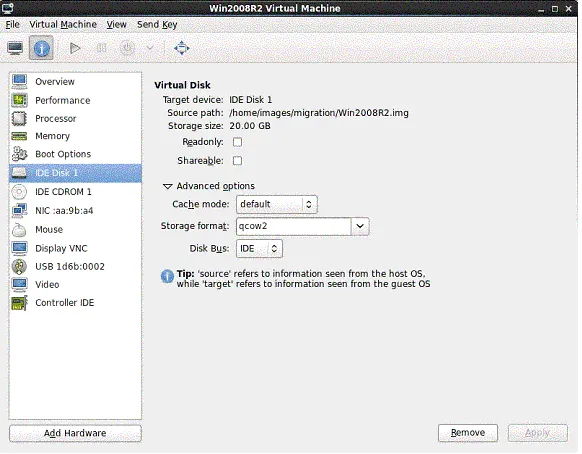 Win2008R2 Virtual Machine
File Virtual Machine View Send Key
Overview
Performance
Processor
Memory
Boot Options
IDE Disk 1
IDE CDROM 1
NIC :aa:9b:a4
Mouse
Display VNC
USB 1d6b:0002
Video
Controller IDE
Add Hardware
Virtual Disk
Target device: IDE Disk 1
Source path: /home/images/migration/Win2008R2.img
Storage size: 20.00 GB
Readonly:
Shareable:
Advanced options
Cache mode: default
Storage format: qcow2
Disk Bus: IDE
Tip: 'source' refers to information seen from the host OS,
while 'target' refers to information seen from the guest OS
Remove Apply